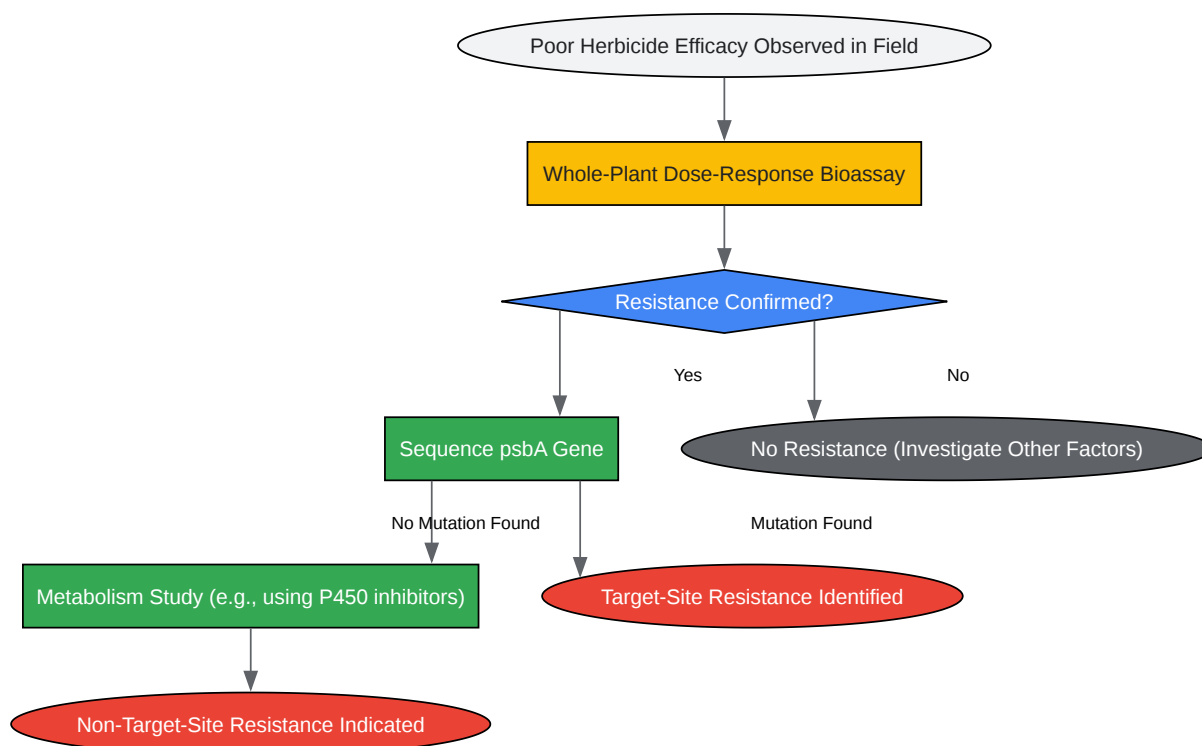 Poor Herbicide Efficacy Observed in Field
Whole-Plant Dose-Response Bioassay
Resistance Confirmed?
Yes
No
Sequence psbA Gene
No Resistance (Investigate Other Factors)
No Mutation Found
Mutation Found
Metabolism Study (e.g., using P450 inhibitors)
Target-Site Resistance Identified
Non-Target-Site Resistance Indicated